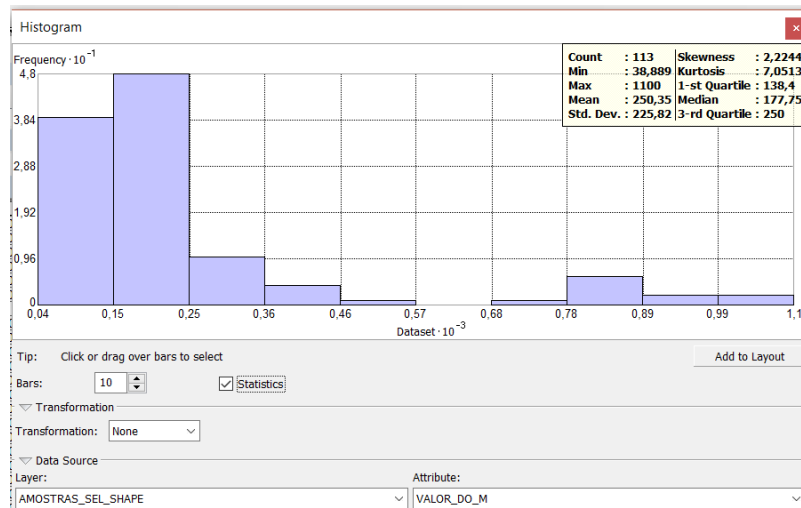 Histogram
Frequency · 10⁻¹
Count : 113 Skewness : 2,2244
Min : 38,889 Kurtosis : 7,0513
Max : 1100 1-st Quartile : 138,4
Mean : 250,35 Median : 177,75
Std. Dev. : 225,82 3-rd Quartile : 250
4,8
3,84
2,88
1,92
0,96
0
0,04 0,15 0,25 0,36 0,46 0,57 0,68 0,78 0,89 0,99 1,1
Dataset · 10⁻³
Tip: Click or drag over bars to select Add to Layout
Bars: 10 Statistics
Transformation
Transformation: None
Data Source
Layer: Attribute:
AMOSTRAS_SEL_SHAPE VALOR_DO_M